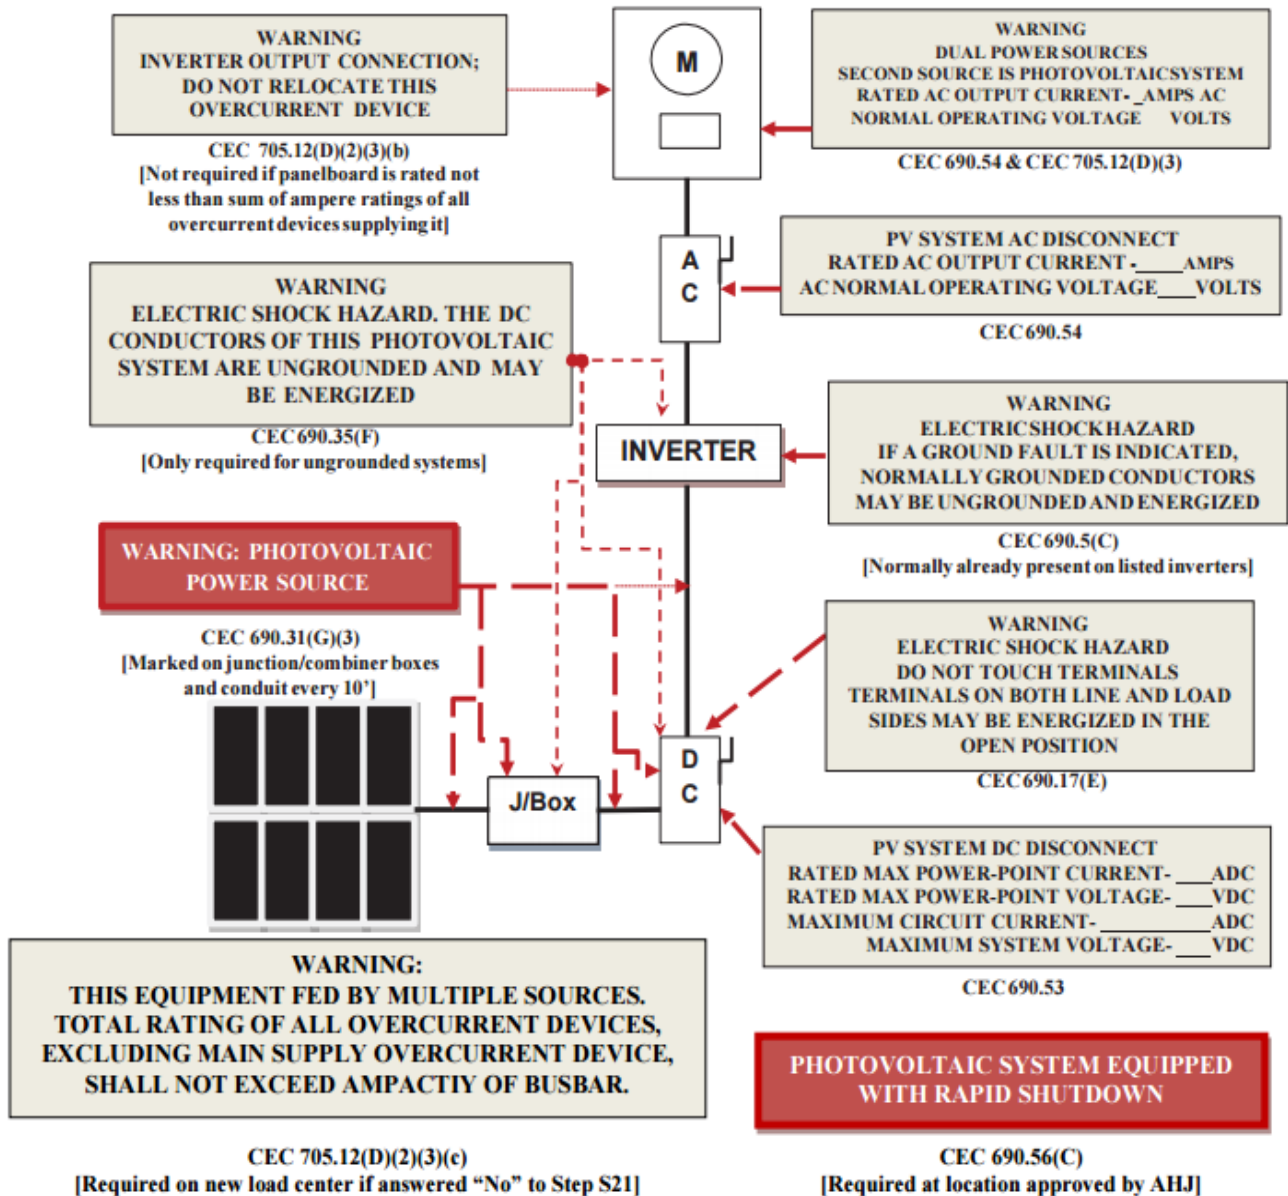 WARNING
INVERTER OUTPUT CONNECTION;
DO NOT RELOCATE THIS
OVERCURRENT DEVICE
CEC 705.12(D)(2)(3)(b)
[Not required if panelboard is rated not
less than sum of ampere ratings of all
overcurrent devices supplying it]
M
WARNING
DUAL POWER SOURCES
SECOND SOURCE IS PHOTOVOLTAIC SYSTEM
RATED AC OUTPUT CURRENT- _AMPS AC
NORMAL OPERATING VOLTAGE VOLTS
CEC 690.54 & CEC 705.12(D)(3)
A
C
PV SYSTEM AC DISCONNECT
RATED AC OUTPUT CURRENT -____AMPS
AC NORMAL OPERATING VOLTAGE___VOLTS
CEC 690.54
WARNING
ELECTRIC SHOCK HAZARD. THE DC
CONDUCTORS OF THIS PHOTOVOLTAIC
SYSTEM ARE UNGROUNDED AND MAY
BE ENERGIZED
CEC 690.35(F)
[Only required for ungrounded systems]
INVERTER
WARNING
ELECTRIC SHOCK HAZARD
IF A GROUND FAULT IS INDICATED,
NORMALLY GROUNDED CONDUCTORS
MAY BE UNGROUNDED AND ENERGIZED
CEC 690.5(C)
[Normally already present on listed inverters]
WARNING: PHOTOVOLTAIC
POWER SOURCE
CEC 690.31(G)(3)
[Marked on junction/combiner boxes
and conduit every 10’]
WARNING
ELECTRIC SHOCK HAZARD
DO NOT TOUCH TERMINALS
TERMINALS ON BOTH LINE AND LOAD
SIDES MAY BE ENERGIZED IN THE
OPEN POSITION
CEC 690.17(E)
J/Box
D
C
PV SYSTEM DC DISCONNECT
RATED MAX POWER-POINT CURRENT- ___ADC
RATED MAX POWER-POINT VOLTAGE- ___VDC
MAXIMUM CIRCUIT CURRENT- _________ADC
MAXIMUM SYSTEM VOLTAGE- ___VDC
CEC 690.53
WARNING:
THIS EQUIPMENT FED BY MULTIPLE SOURCES.
TOTAL RATING OF ALL OVERCURRENT DEVICES,
EXCLUDING MAIN SUPPLY OVERCURRENT DEVICE,
SHALL NOT EXCEED AMPACTIY OF BUSBAR.
CEC 705.12(D)(2)(3)(c)
[Required on new load center if answered “No” to Step S21]
PHOTOVOLTAIC SYSTEM EQUIPPED
WITH RAPID SHUTDOWN
CEC 690.56(C)
[Required at location approved by AHJ]